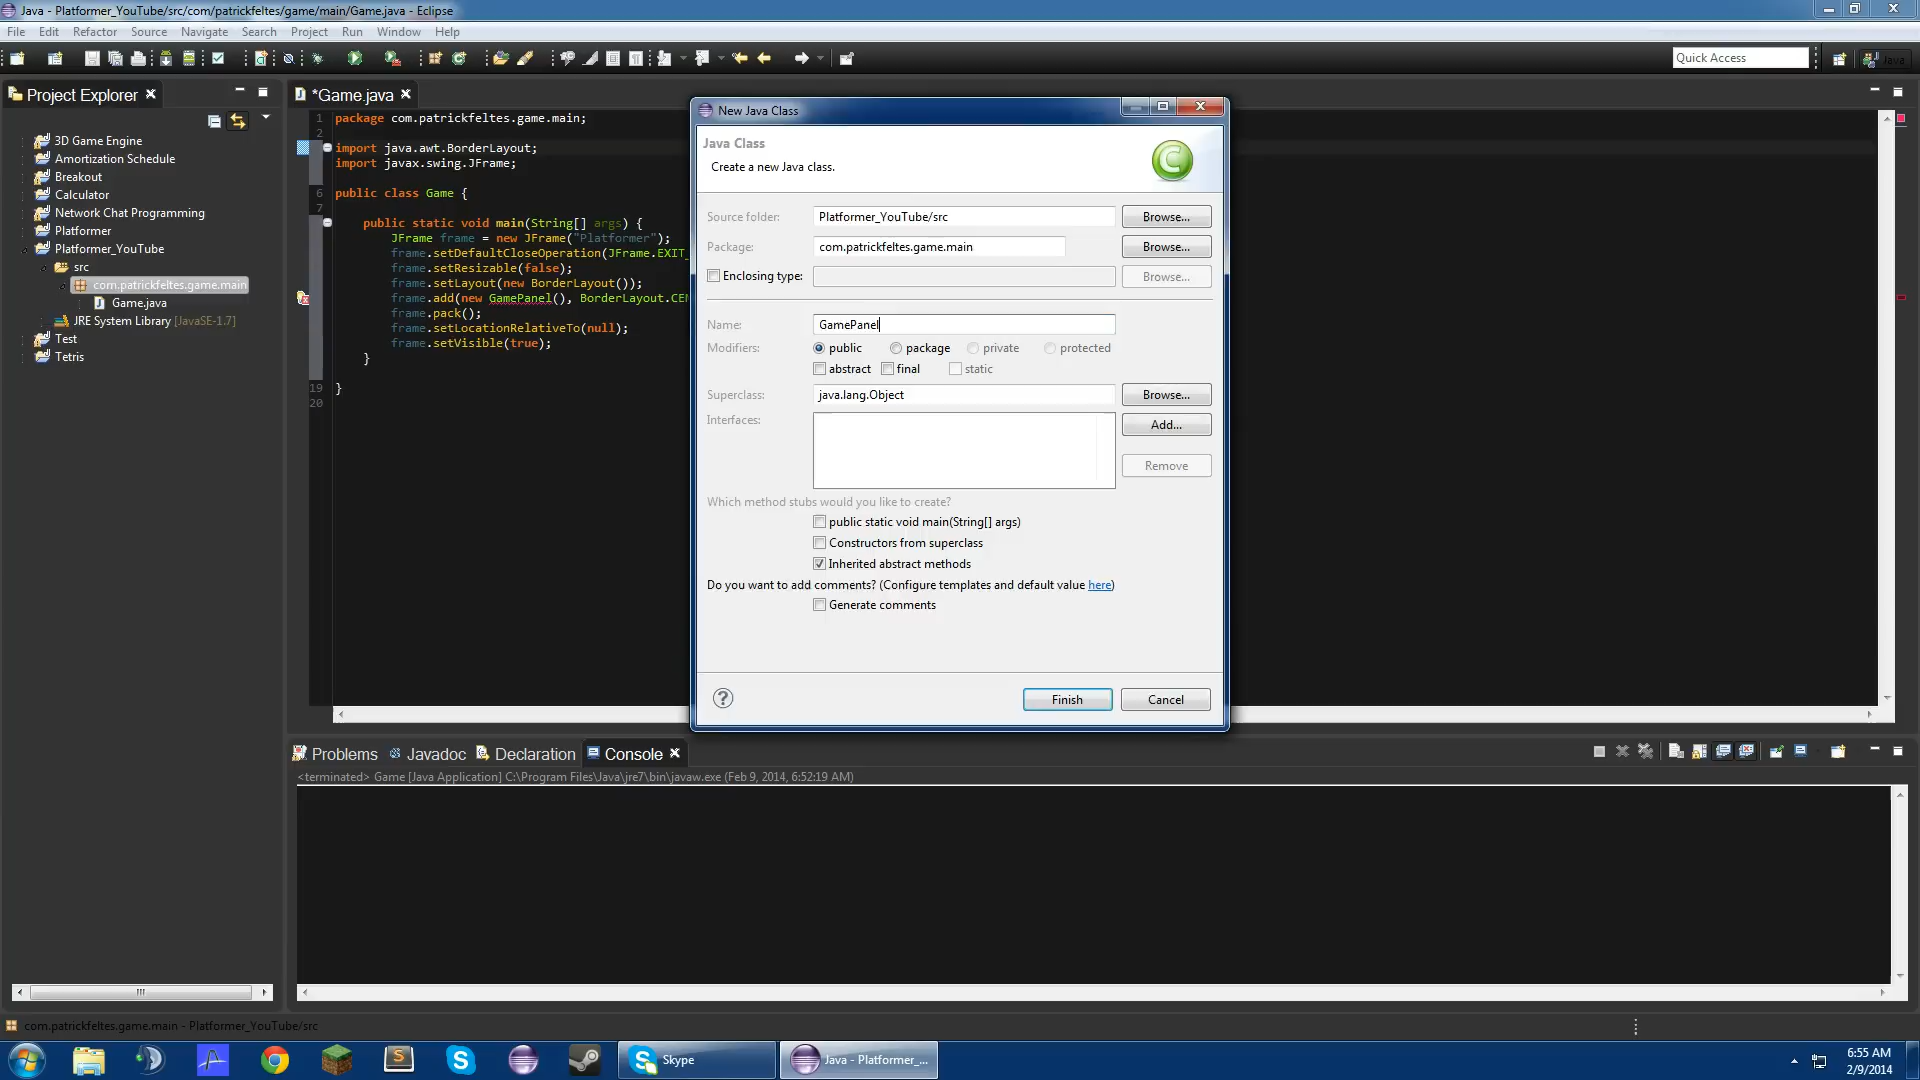 Java - Platformer_YouTube/src/com/patrickfeltes/game/main/Game.java - Eclipse
File Edit Refactor Source Navigate Search Project Run Window Help
Quick Access
Java
Project Explorer
3D Game Engine
Amortization Schedule
Breakout
Calculator
Network Chat Programming
Platformer
Platformer_YouTube
src
com.patrickfeltes.game.main
Game.java
JRE System Library [JavaSE-1.7]
Test
Tetris
*Game.java
1 package com.patrickfeltes.game.main;
2
import java.awt.BorderLayout;
import javax.swing.JFrame;
6 public class Game {
7
public static void main(String[] args) {
JFrame frame = new JFrame("Platformer");
frame.setDefaultCloseOperation(JFrame.EXIT_
frame.setResizable(false);
frame.setLayout(new BorderLayout());
frame.add(new GamePanel(), BorderLayout.CEN
frame.pack();
frame.setLocationRelativeTo(null);
frame.setVisible(true);
}
19 }
20
New Java Class
Java Class
Create a new Java class.
C
Source folder: Platformer_YouTube/src Browse...
Package: com.patrickfeltes.game.main Browse...
Enclosing type: Browse...
Name: GamePanel
Modifiers: public package private protected
abstract final static
Superclass: java.lang.Object Browse...
Interfaces: Add...
Remove
Which method stubs would you like to create?
public static void main(String[] args)
Constructors from superclass
Inherited abstract methods
Do you want to add comments? (Configure templates and default value here)
Generate comments
? Finish Cancel
Problems Javadoc Declaration Console
<terminated> Game [Java Application] C:\Program Files\Java\jre7\bin\javaw.exe (Feb 9, 2014, 6:52:19 AM)
com.patrickfeltes.game.main - Platformer_YouTube/src
Skype
Java - Platformer_...
6:55 AM
2/9/2014